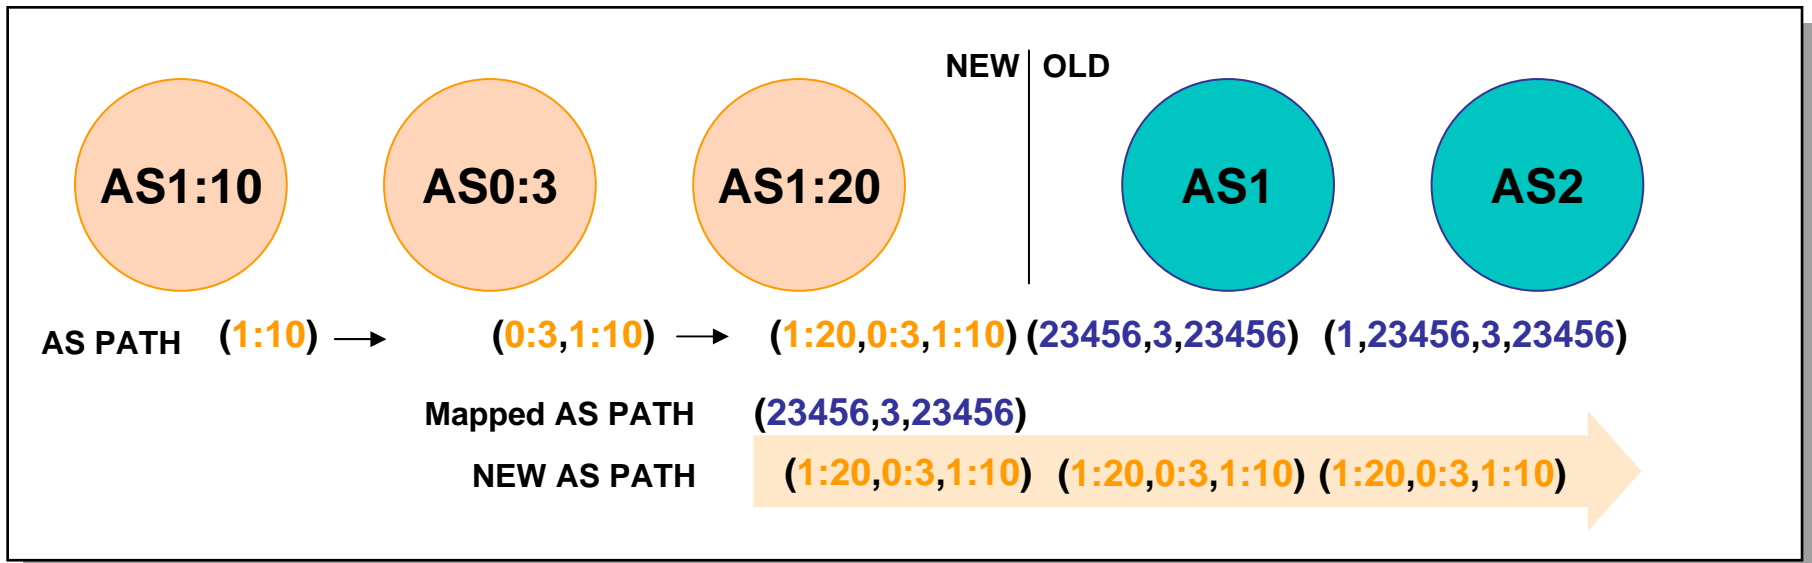 NEW OLD
AS1:10 AS0:3 AS1:20 AS1 AS2
AS PATH (1:10) (0:3,1:10) (1:20,0:3,1:10) (23456,3,23456) (1,23456,3,23456)
Mapped AS PATH (23456,3,23456)
NEW AS PATH (1:20,0:3,1:10) (1:20,0:3,1:10) (1:20,0:3,1:10)